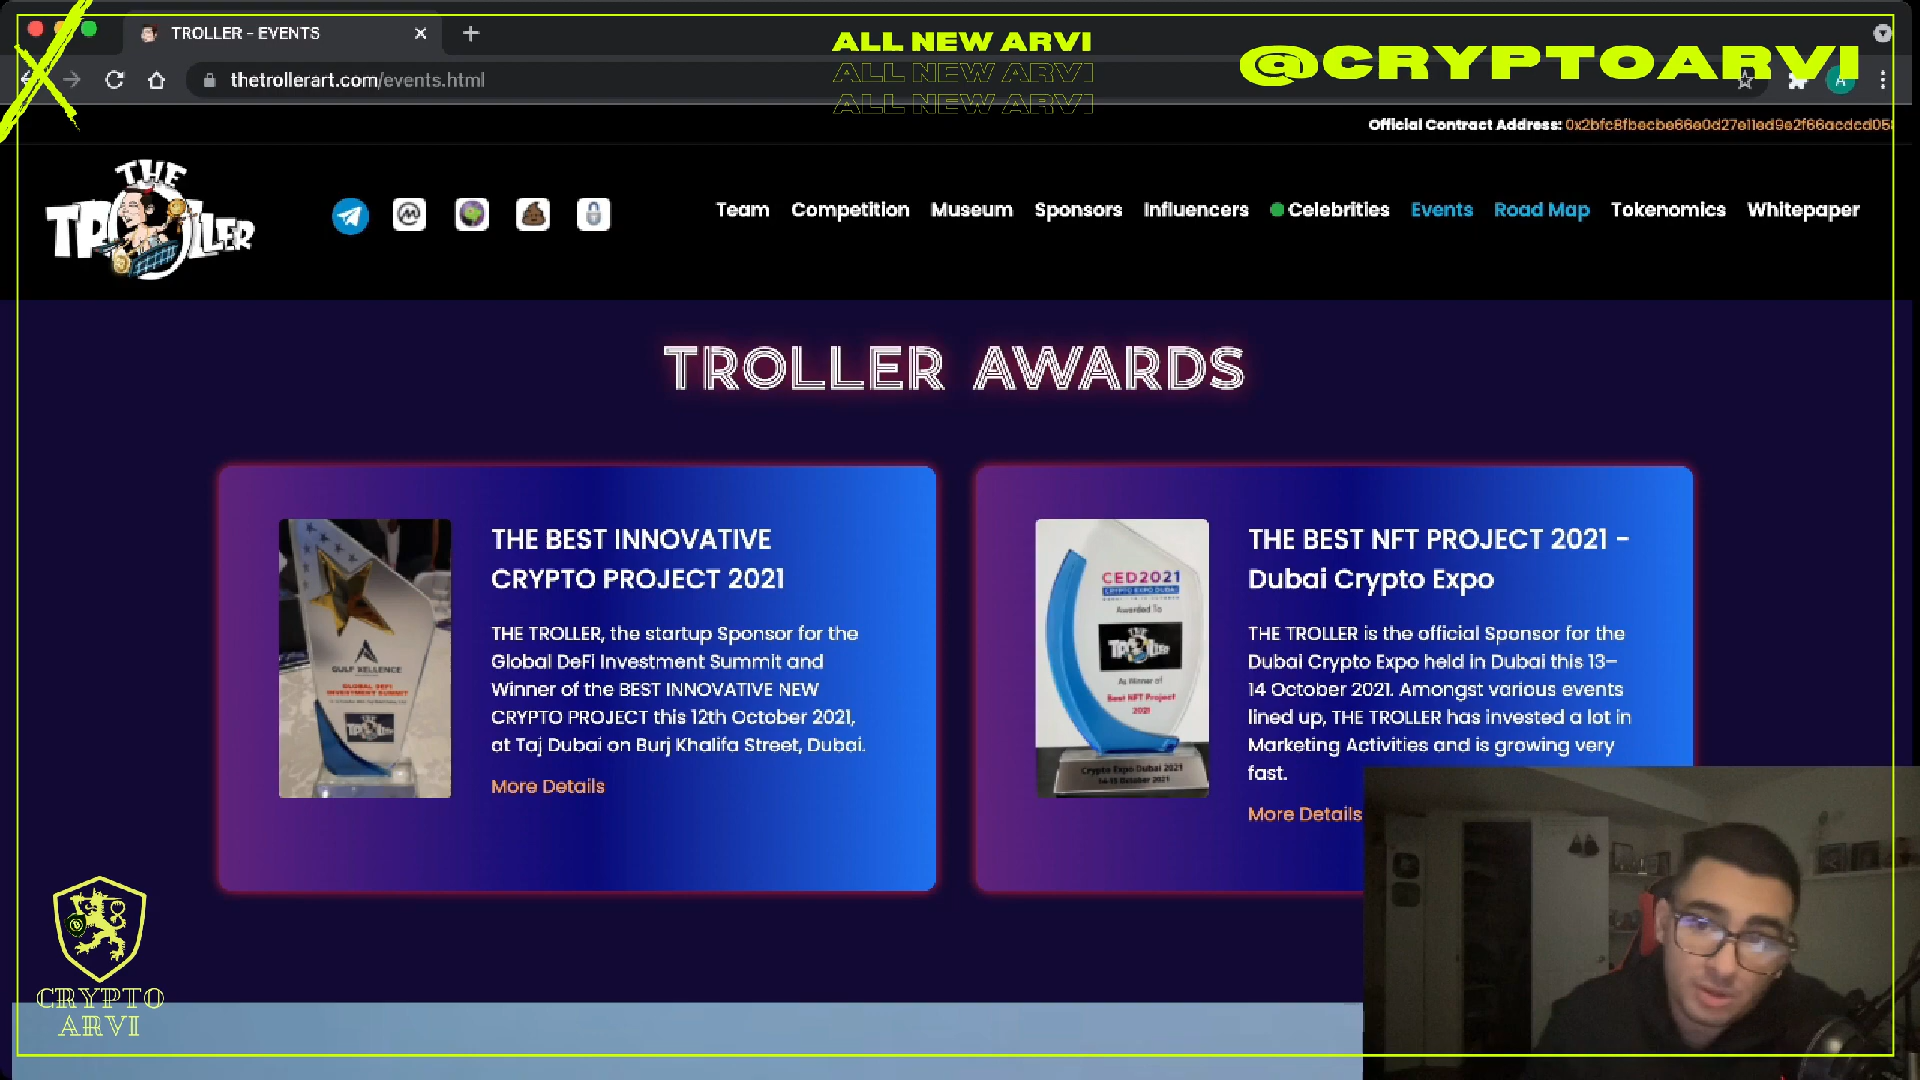 TROLLER - EVENTS
ALL NEW ARVI
ALL NEW ARVI
ALL NEW ARVI
@CRYPTOARVI
thetrollerart.com/events.html
A
Official Contract Address: 0x2bfc8fbecbe66e0d27e11ed9e2f66acdcd05
THE
TROLLER
Team
Competition
Museum
Sponsors
Influencers
Celebrities
Events
Road Map
Tokenomics
Whitepaper
TROLLER AWARDS
THE BEST INNOVATIVE
CRYPTO PROJECT 2021
THE TROLLER, the startup Sponsor for the
Global DeFi Investment Summit and
Winner of the BEST INNOVATIVE NEW
CRYPTO PROJECT this 12th October 2021,
at Taj Dubai on Burj Khalifa Street, Dubai.
More Details
GULF XELLENCE
GLOBAL DEFI
INVESTMENT SUMMIT
THE BEST NFT PROJECT 2021 -
Dubai Crypto Expo
THE TROLLER is the official Sponsor for the
Dubai Crypto Expo held in Dubai this 13–
14 October 2021. Amongst various events
lined up, THE TROLLER has invested a lot in
Marketing Activities and is growing very
fast.
More Details
CED2021
CRYPTO EXPO DUBAI
Awarded To
THE
TROLLER
As Winner of
Best NFT Project
2021
Crypto Expo Dubai 2021
CRYPTO
ARVI